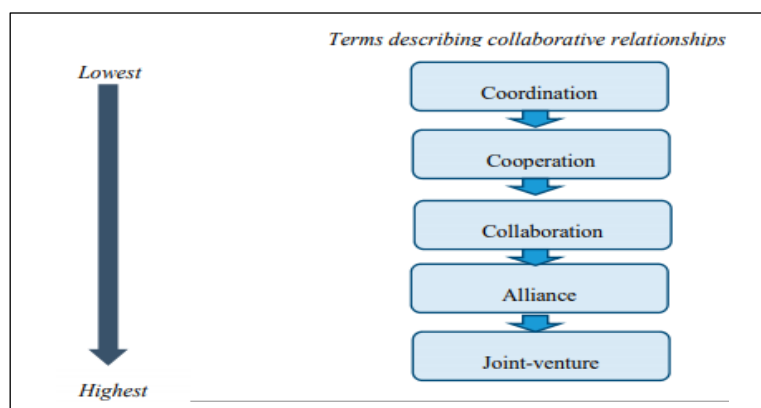 Terms describing collaborative relationships
Lowest
Coordination
Cooperation
Collaboration
Alliance
Joint-venture
Highest